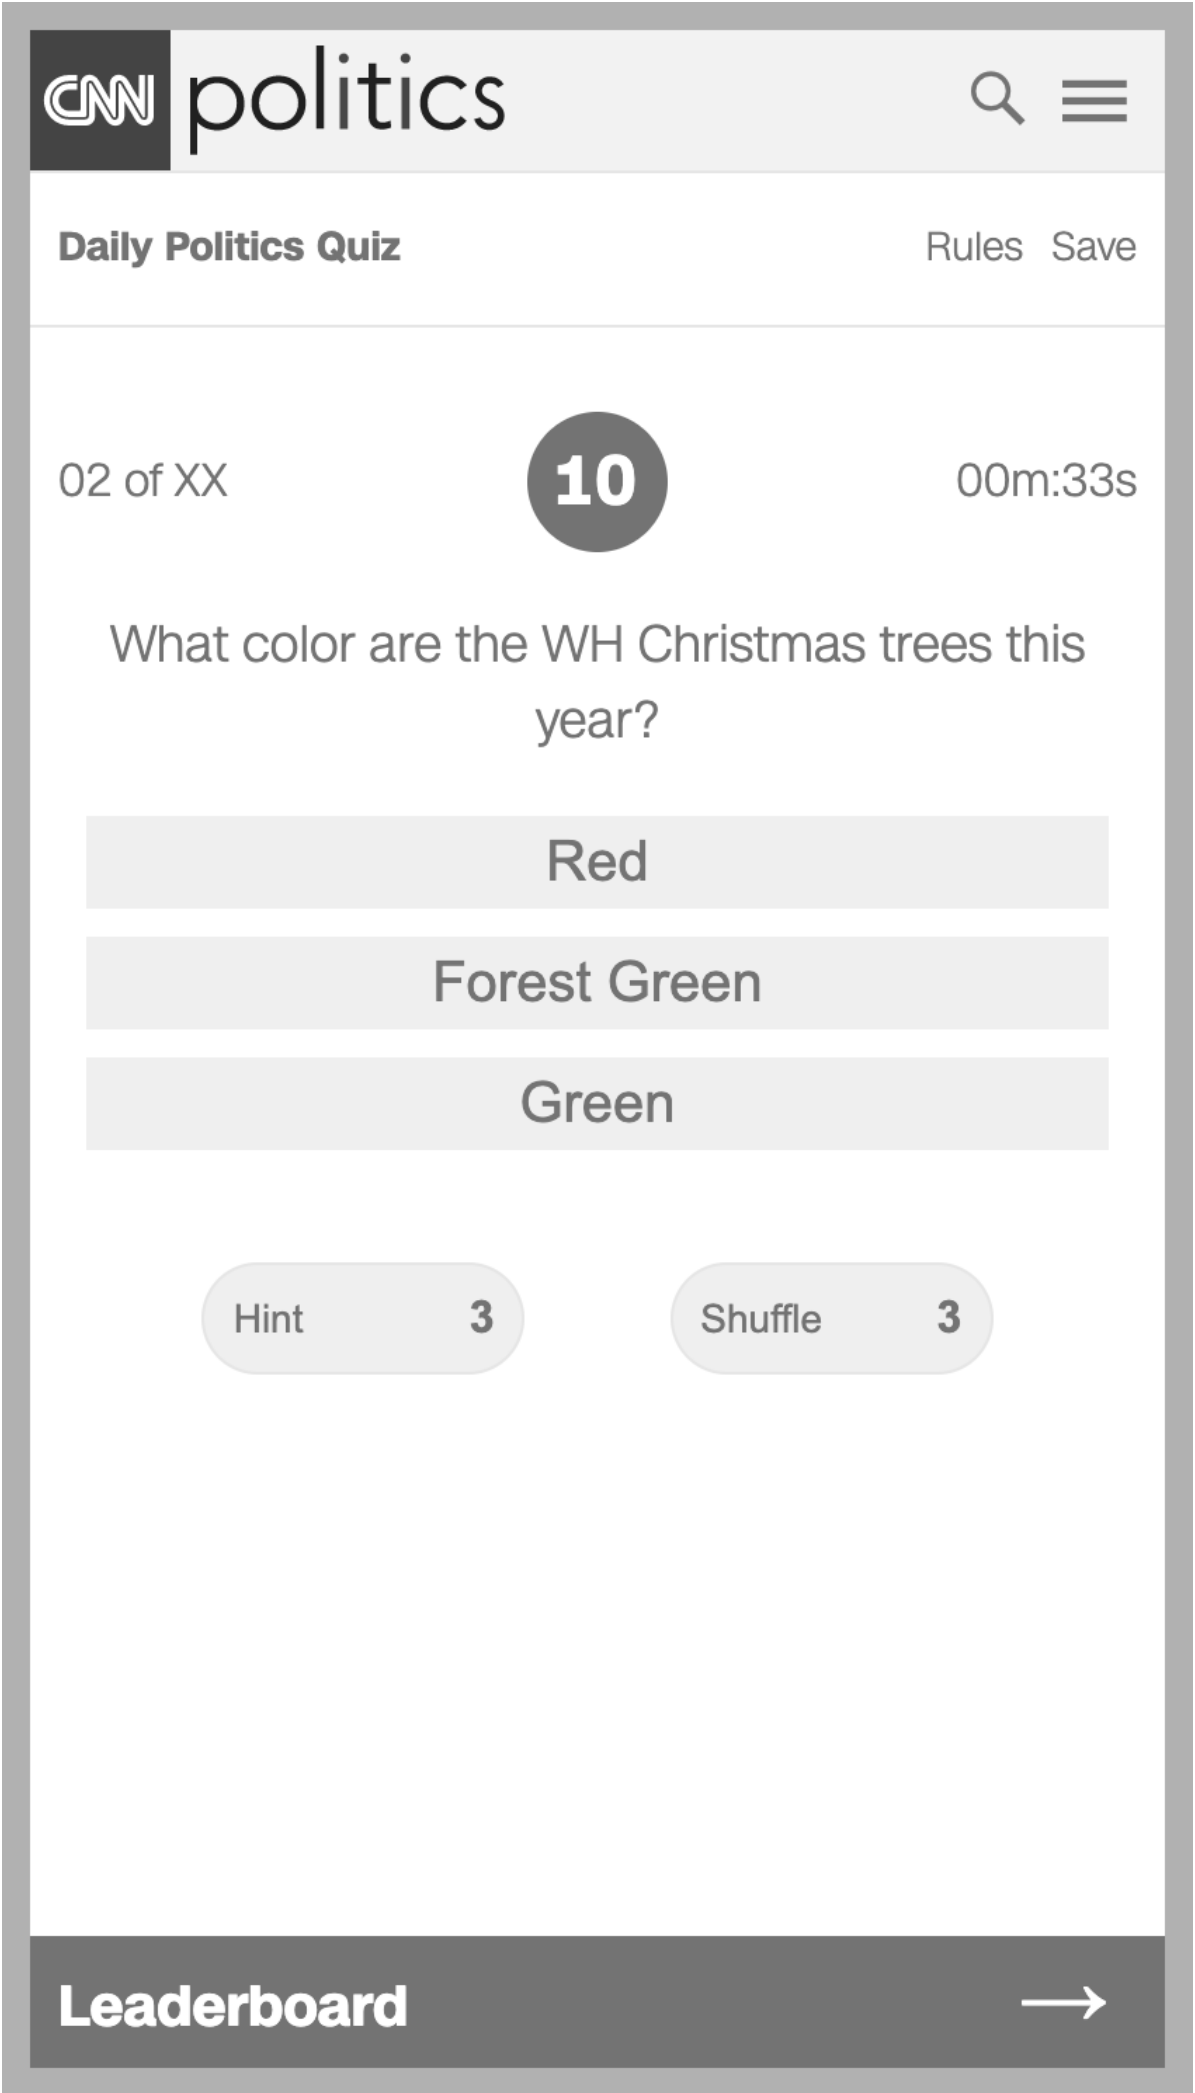 CNN politics
Daily Politics Quiz Rules Save
02 of XX 10 00m:33s
What color are the WH Christmas trees this
year?
Red
Forest Green
Green
Hint 3 Shuffle 3
Leaderboard →